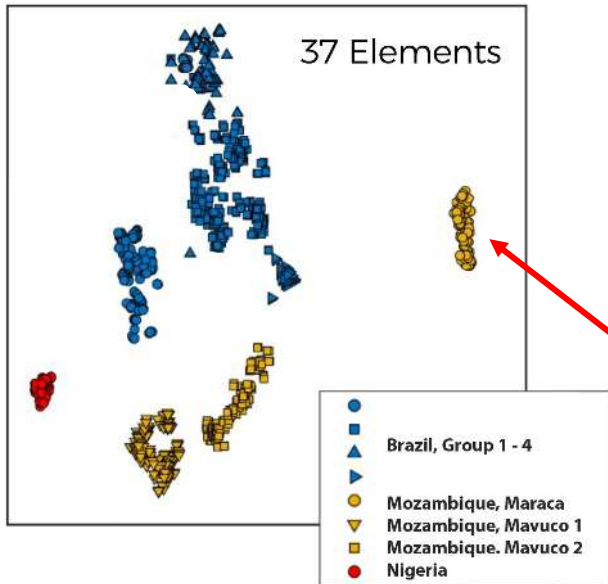 37 Elements
Brazil, Group 1 - 4
Mozambique, Maraca
Mozambique, Mavuco 1
Mozambique. Mavuco 2
Nigeria